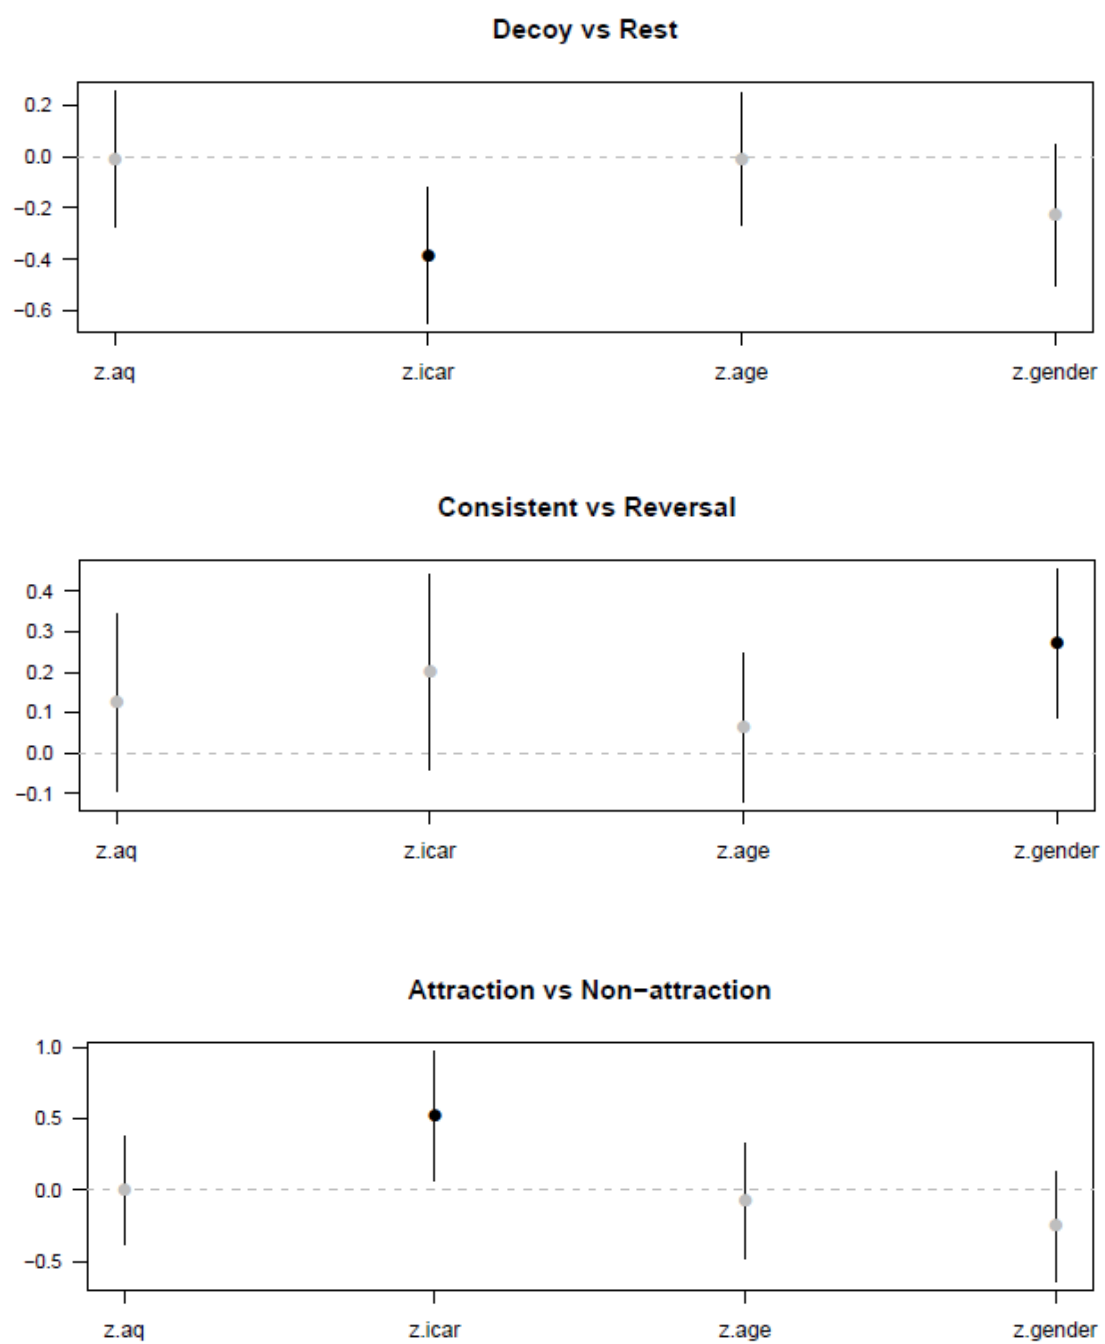 Decoy vs Rest
0.2
0.0
−0.2
−0.4
−0.6
z.aq z.icar z.age z.gender
Consistent vs Reversal
0.4
0.3
0.2
0.1
0.0
−0.1
z.aq z.icar z.age z.gender
Attraction vs Non−attraction
1.0
0.5
0.0
−0.5
z.aq z.icar z.age z.gender